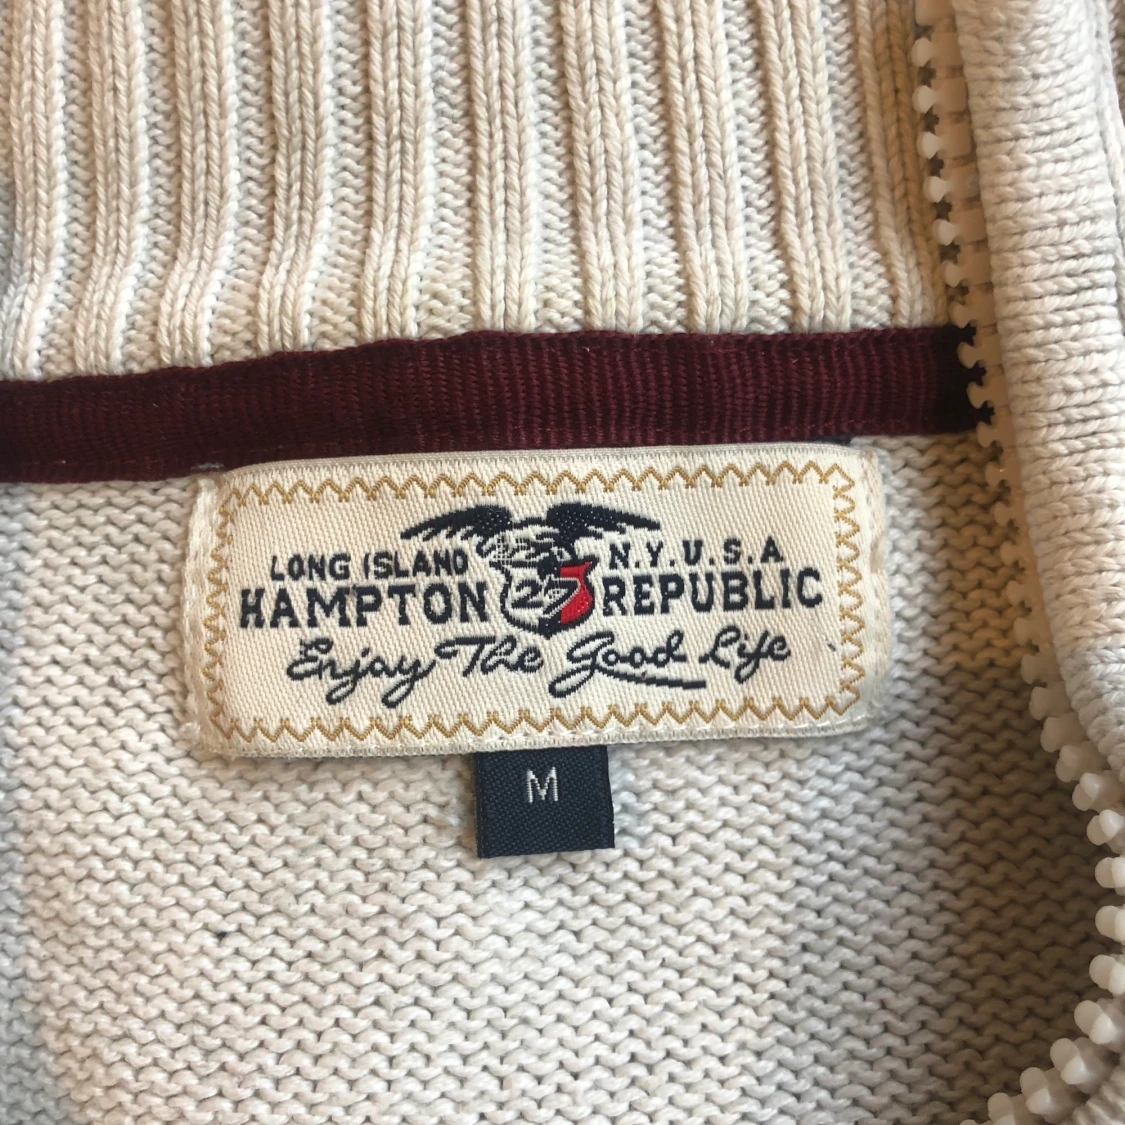 LONG ISLAND N.Y.U.S.A
HAMPTON 27 REPUBLIC
Enjoy The Good Life
M